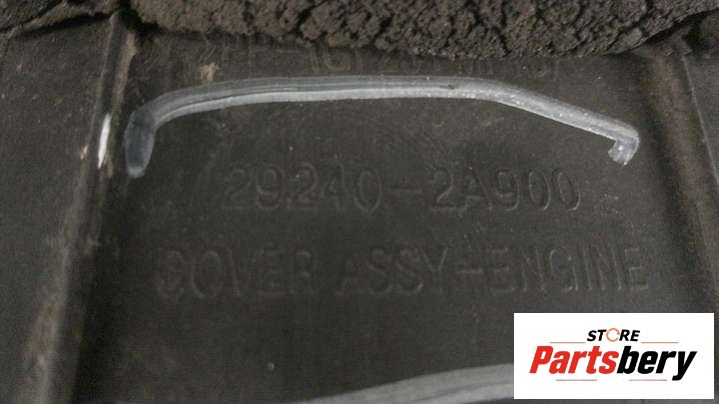 29240-2A900
COVER ASSY-ENGINE
STORE
Partsbery